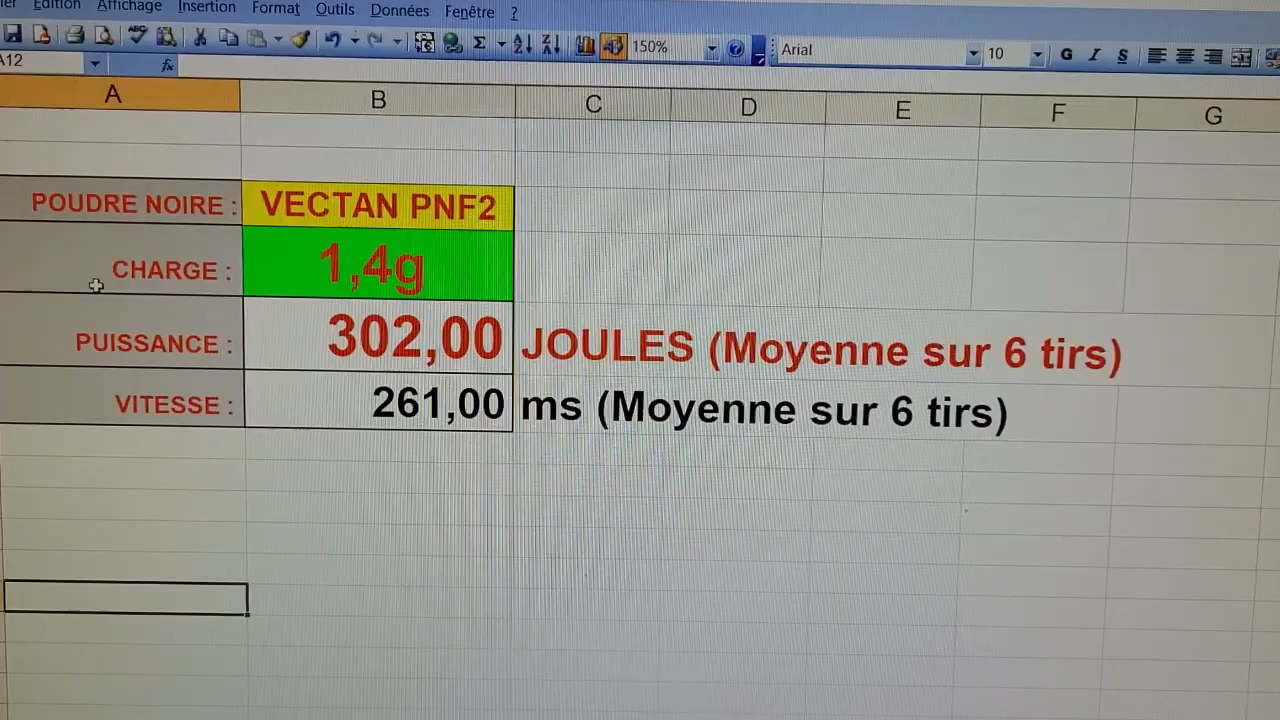 Edition Affichage Insertion Format Outils Données Fenêtre ?
150% Arial 10 G I S
A12 fx
A B C D E F G
POUDRE NOIRE : VECTAN PNF2
CHARGE : 1,4g
PUISSANCE : 302,00 JOULES (Moyenne sur 6 tirs)
VITESSE : 261,00 ms (Moyenne sur 6 tirs)